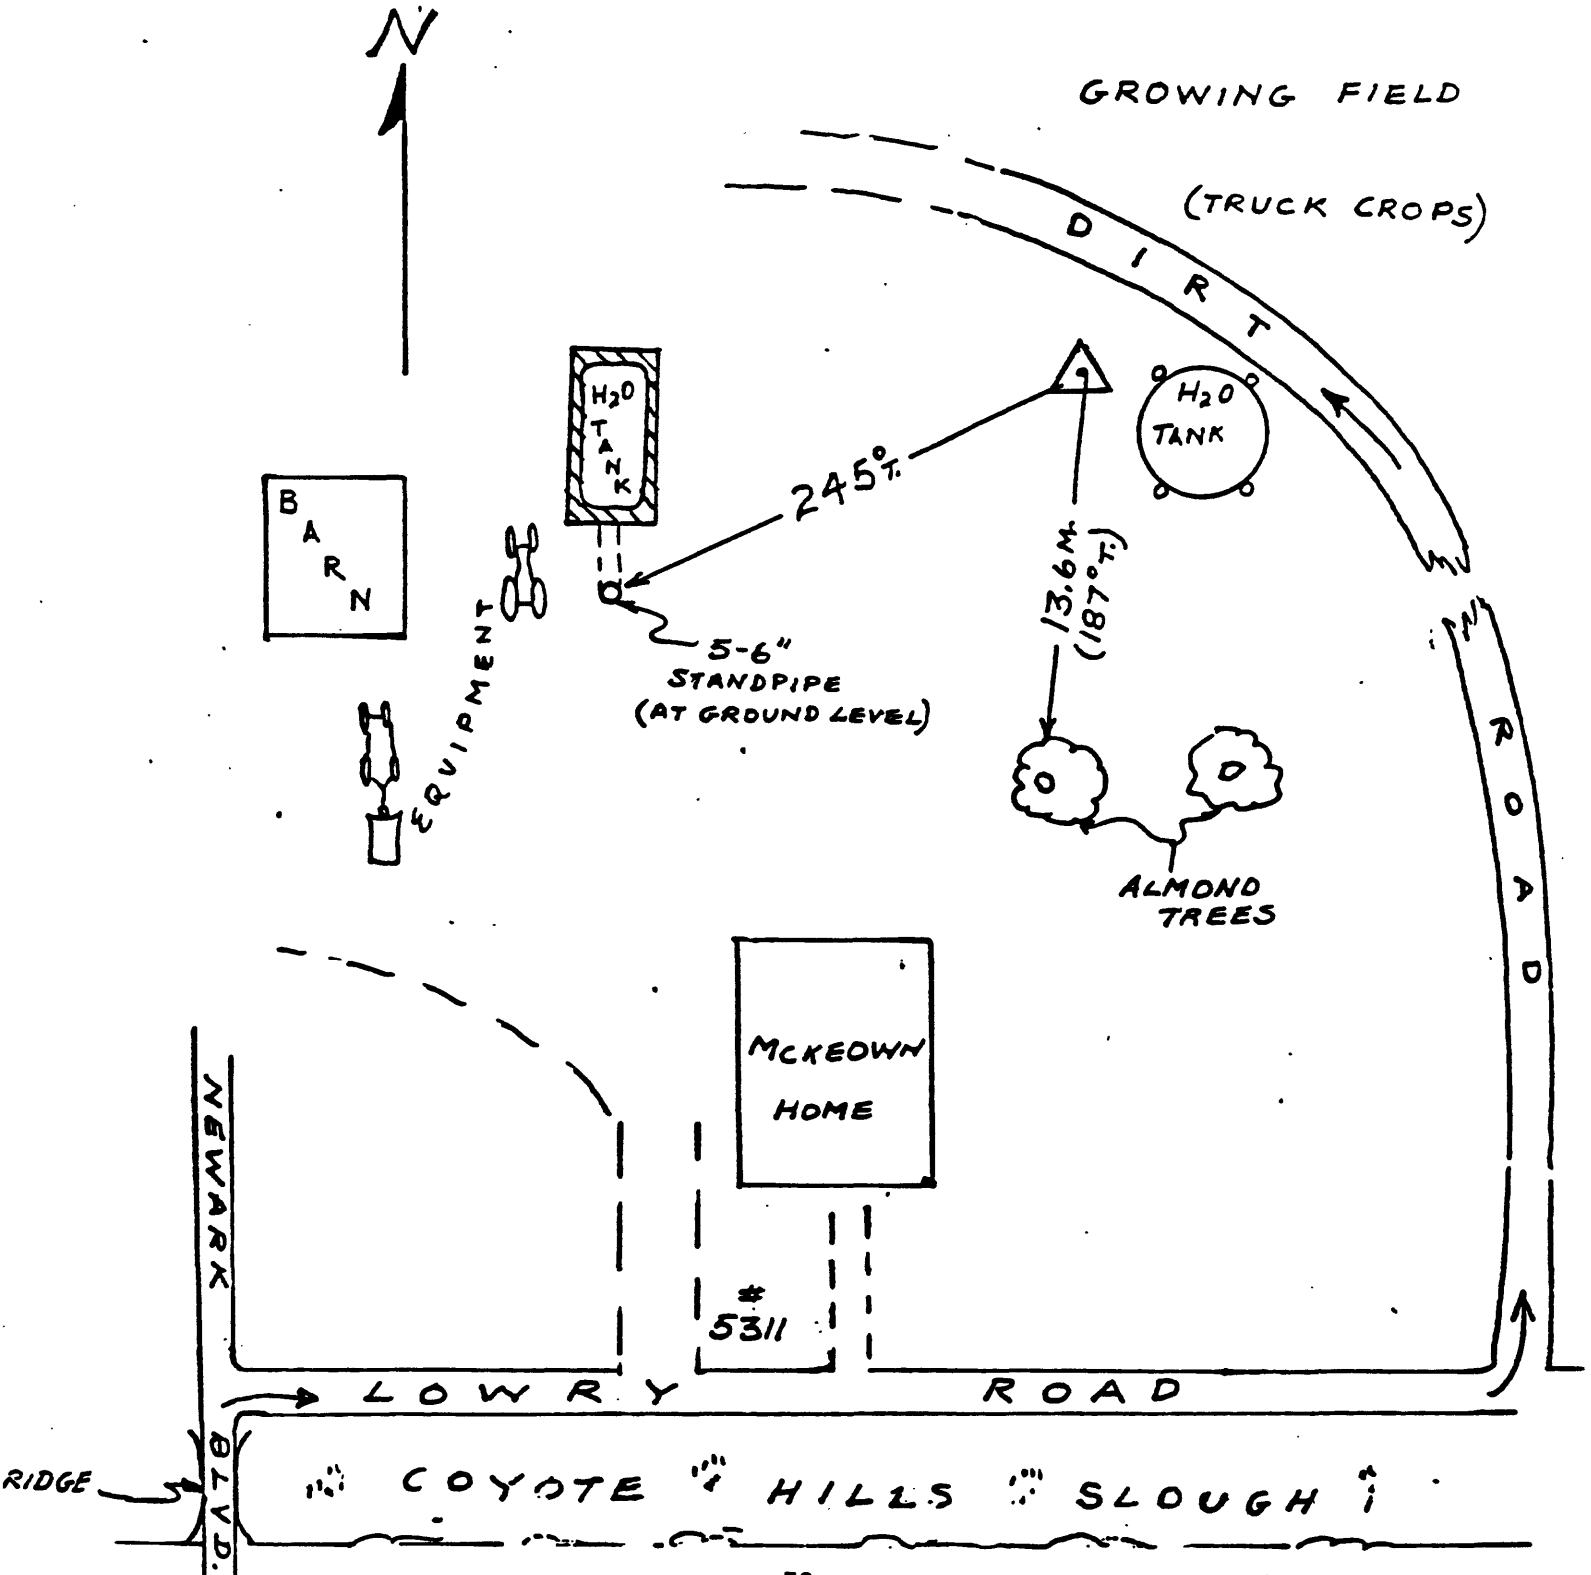 N
GROWING FIELD
(TRUCK CROPS)
DIRT
H2O
TANK
H2O
TANK
245°T.
BARN
13.6 M.
(187° T.)
EQUIPMENT
5-6"
STANDPIPE
(AT GROUND LEVEL)
ROAD
ALMOND
TREES
MCKEOWN
HOME
NEWARK
#
5311
LOWRY ROAD
BLVD.
RIDGE
COYOTE HILLS SLOUGH